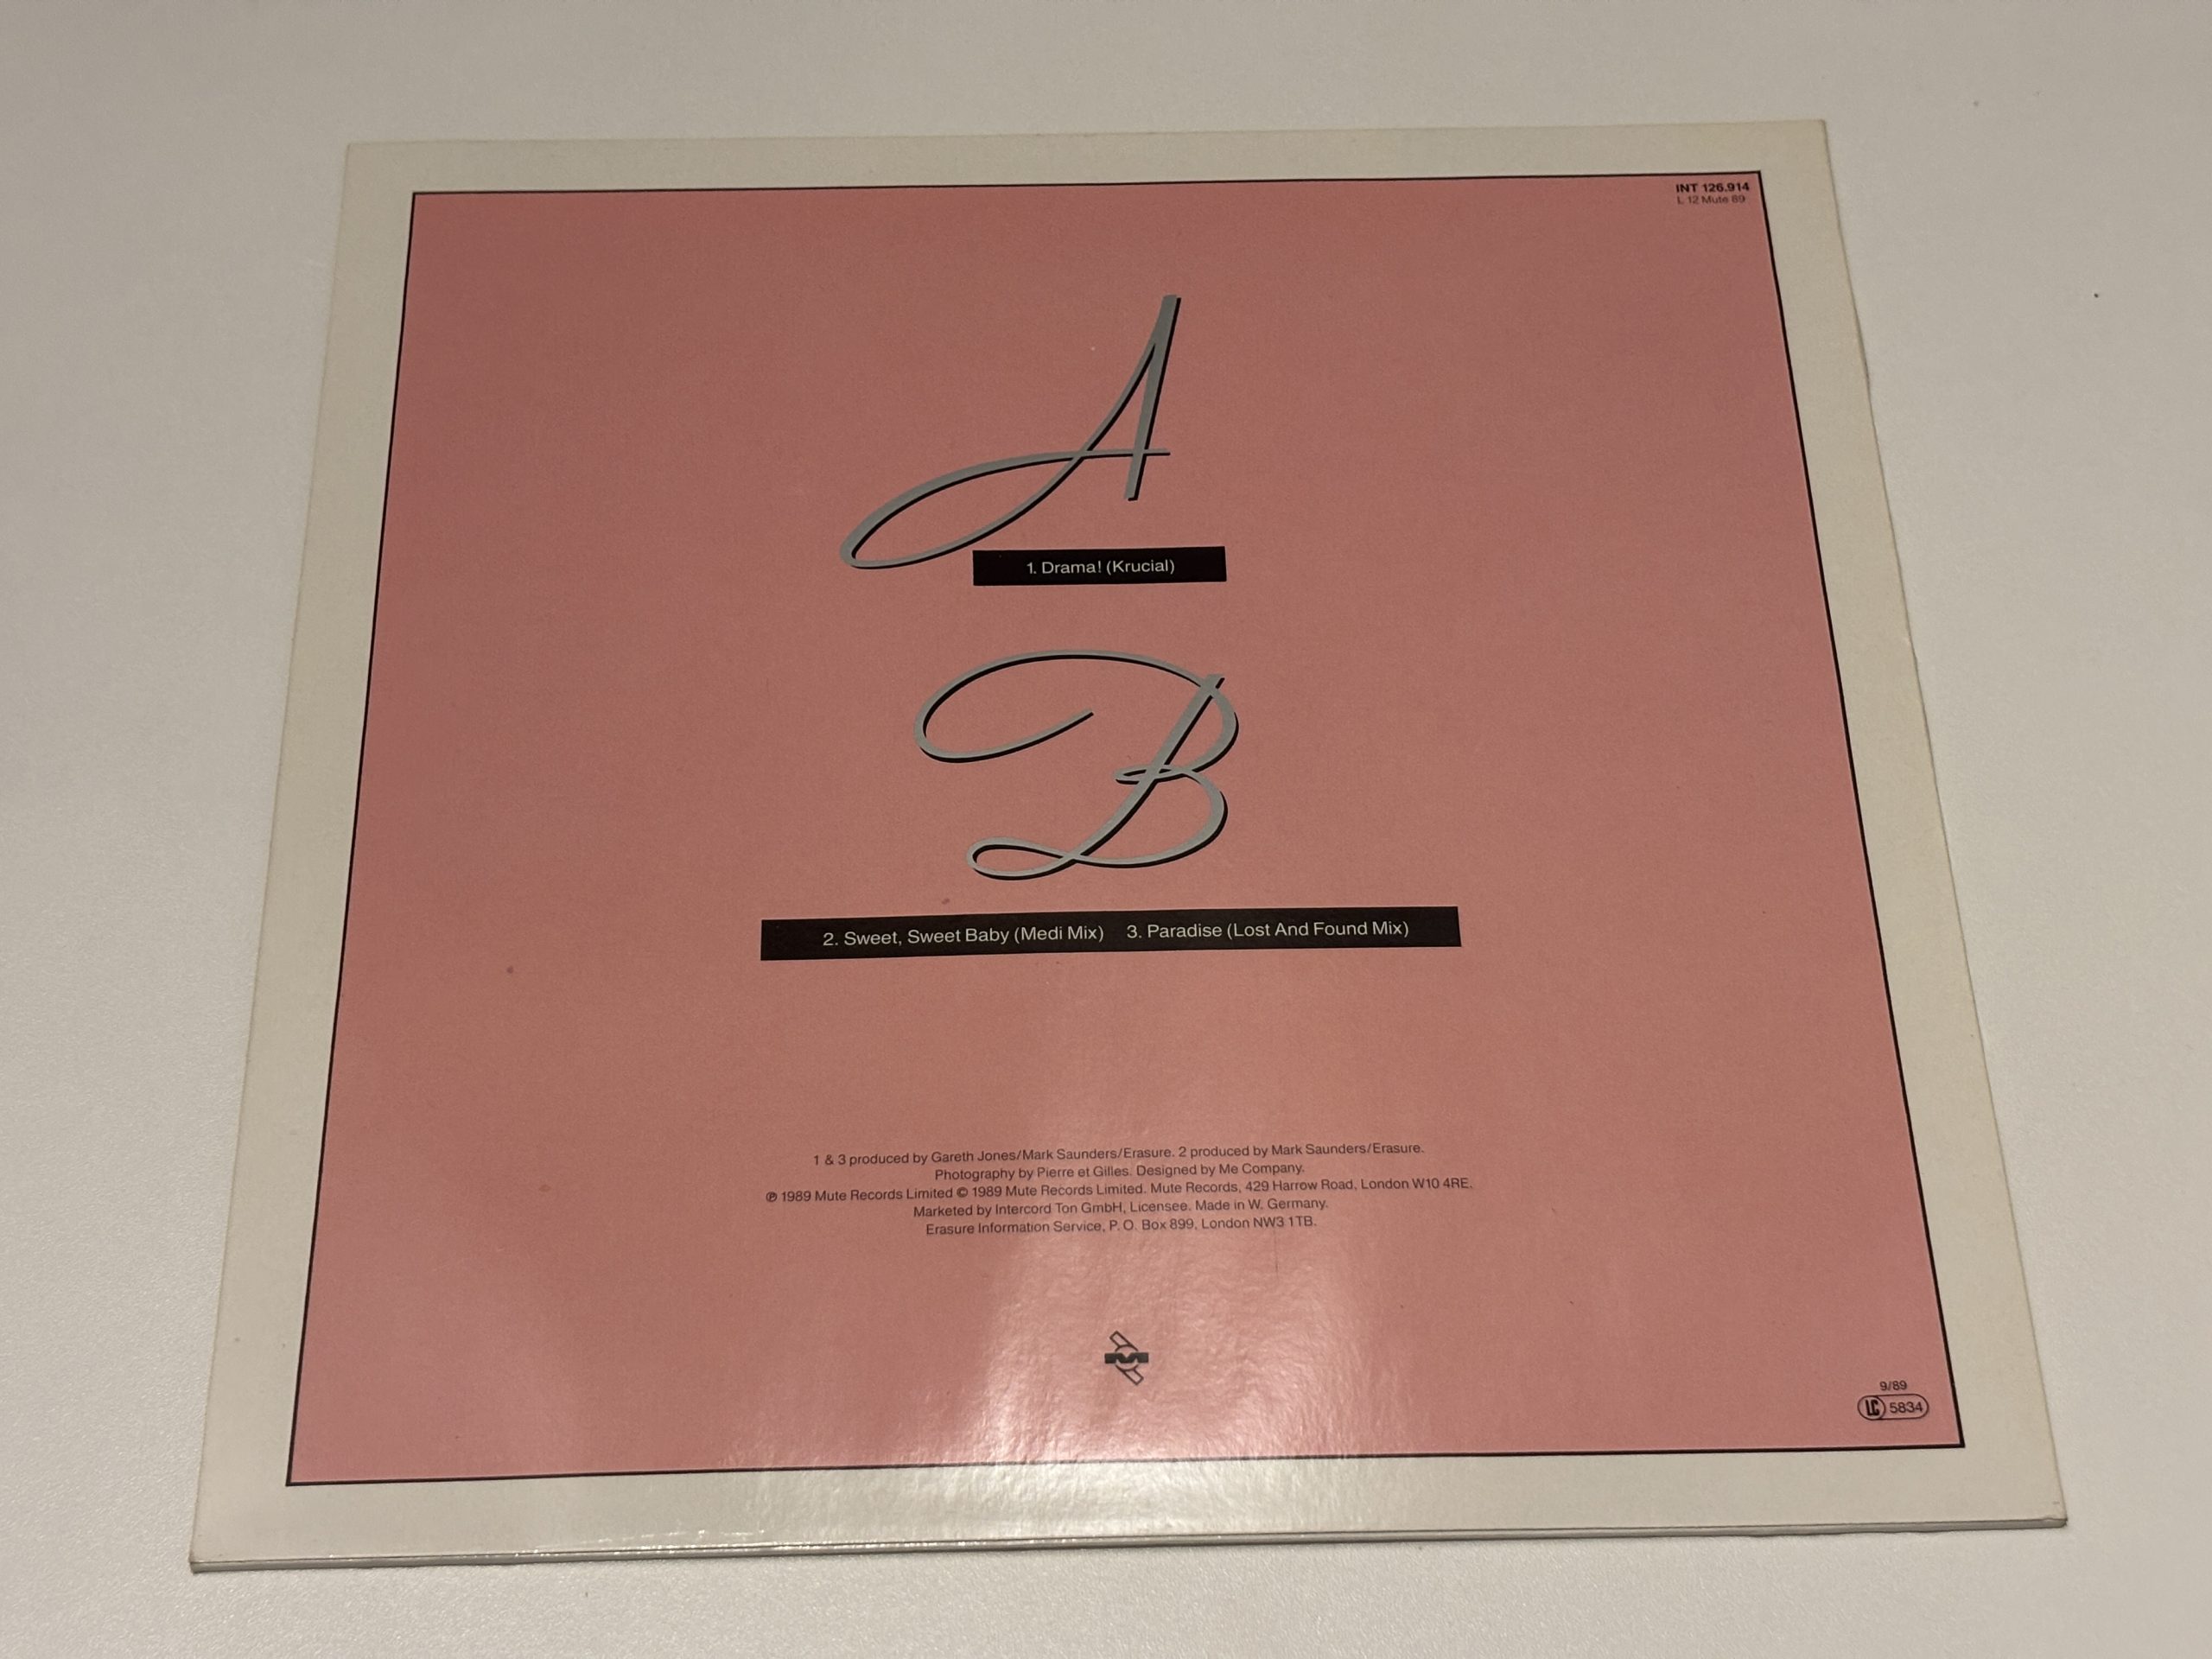 INT 126.914
L 12 Mute 89
A
1. Drama! (Krucial)
B
2. Sweet, Sweet Baby (Medi Mix) 3. Paradise (Lost And Found Mix)
1 & 3 produced by Gareth Jones/Mark Saunders/Erasure. 2 produced by Mark Saunders/Erasure.
Photography by Pierre et Gilles. Designed by Me Company.
℗ 1989 Mute Records Limited © 1989 Mute Records Limited. Mute Records, 429 Harrow Road, London W10 4RE.
Marketed by Intercord Ton GmbH, Licensee. Made in W. Germany.
Erasure Information Service, P.O. Box 899, London NW3 1TB.
9/89
LC 5834